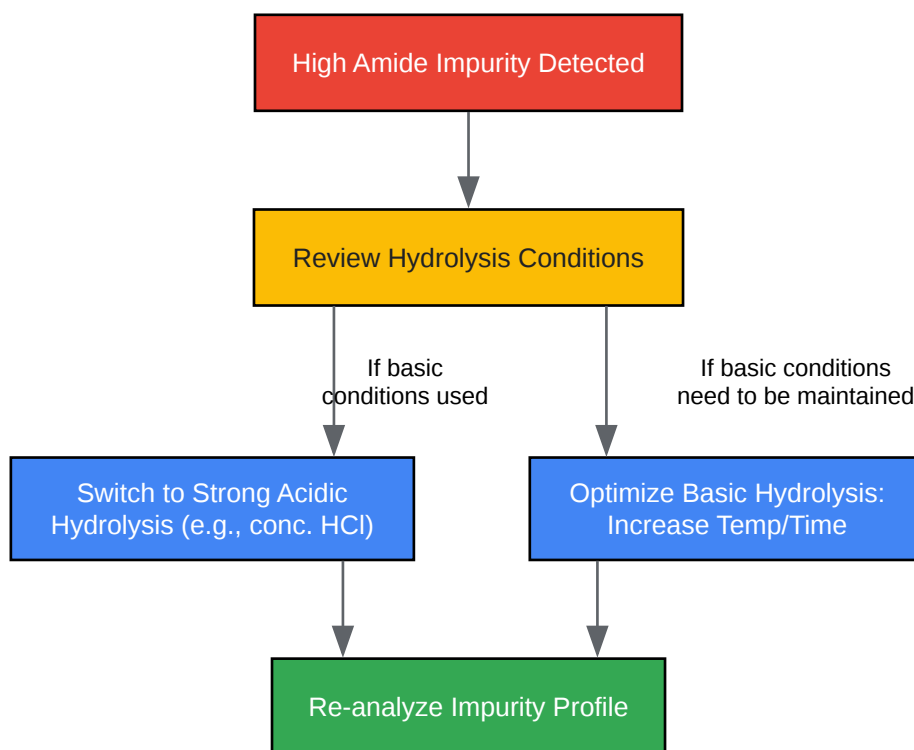 High Amide Impurity Detected
Review Hydrolysis Conditions
If basic
conditions used
If basic conditions
need to be maintained
Switch to Strong Acidic
Hydrolysis (e.g., conc. HCl)
Optimize Basic Hydrolysis:
Increase Temp/Time
Re-analyze Impurity Profile